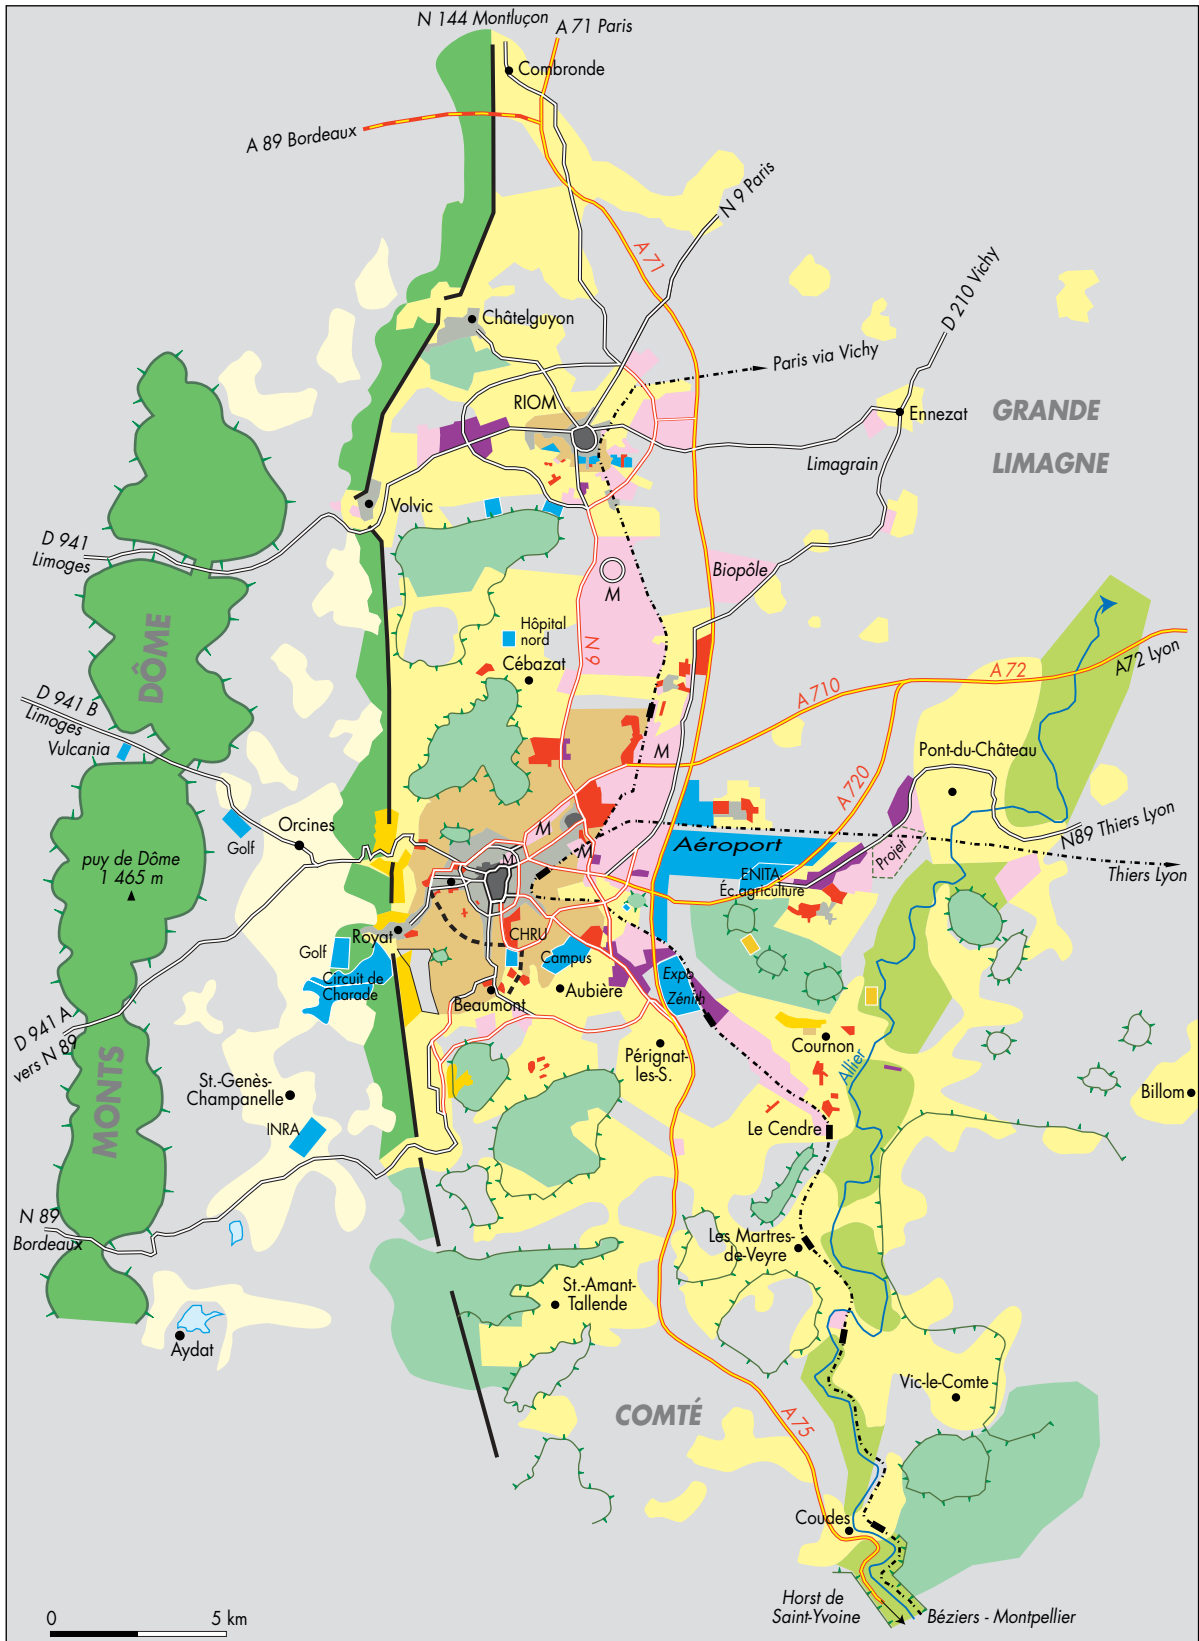 N 144 Montluçon
A 71 Paris
Combronde
A 89 Bordeaux
N 9 Paris
A 71
D 210 Vichy
Châtelguyon
Paris via Vichy
RIOM
Ennezat
GRANDE
LIMAGNE
Limagrain
Volvic
D 941
Limoges
Biopôle
M
DÔME
Hôpital
nord
N 9
Cébazat
A72 Lyon
A 72
A 710
D 941 B
Limoges
Vulcania
M
Pont-du-Château
A 720
Orcines
Golf
M
N89 Thiers Lyon
Aéroport
Projet
puy de Dôme
1 465 m
M
M
ENITA
Éc.agriculture
Thiers Lyon
Royat
CHRU
Golf
Campus
Circuit de
Charade
Expo
Zénith
Aubière
Beaumont
D 941 A
vers N 89
Cournon
Pérignat-
les-S.
Allier
MONTS
St.-Genès-
Champanelle
Billom
INRA
Le Cendre
N 89
Bordeaux
Les Martres-
de-Veyre
St.-Amant-
Tallende
Aydat
Vic-le-Comte
COMTÉ
A 75
Coudes
Horst de
Saint-Yvoine
Béziers - Montpellier
0
5 km